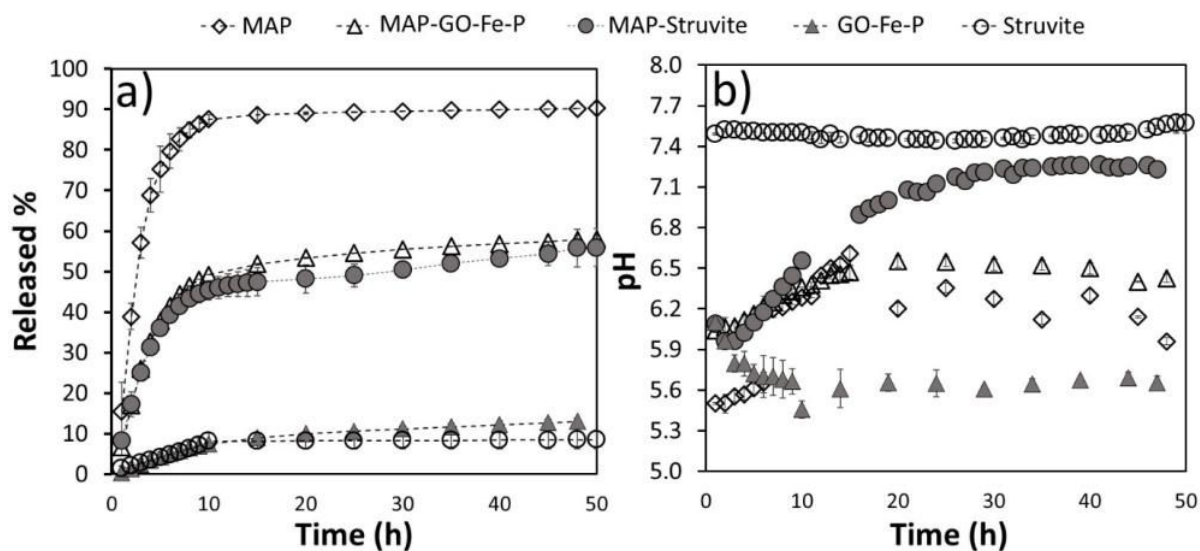 MAP MAP-GO-Fe-P MAP-Struvite GO-Fe-P Struvite
a)
Released %
100
90
80
70
60
50
40
30
20
10
0
0 10 20 30 40 50
Time (h)
b)
pH
8.0
7.7
7.4
7.1
6.8
6.5
6.2
5.9
5.6
5.3
5.0
0 10 20 30 40 50
Time (h)